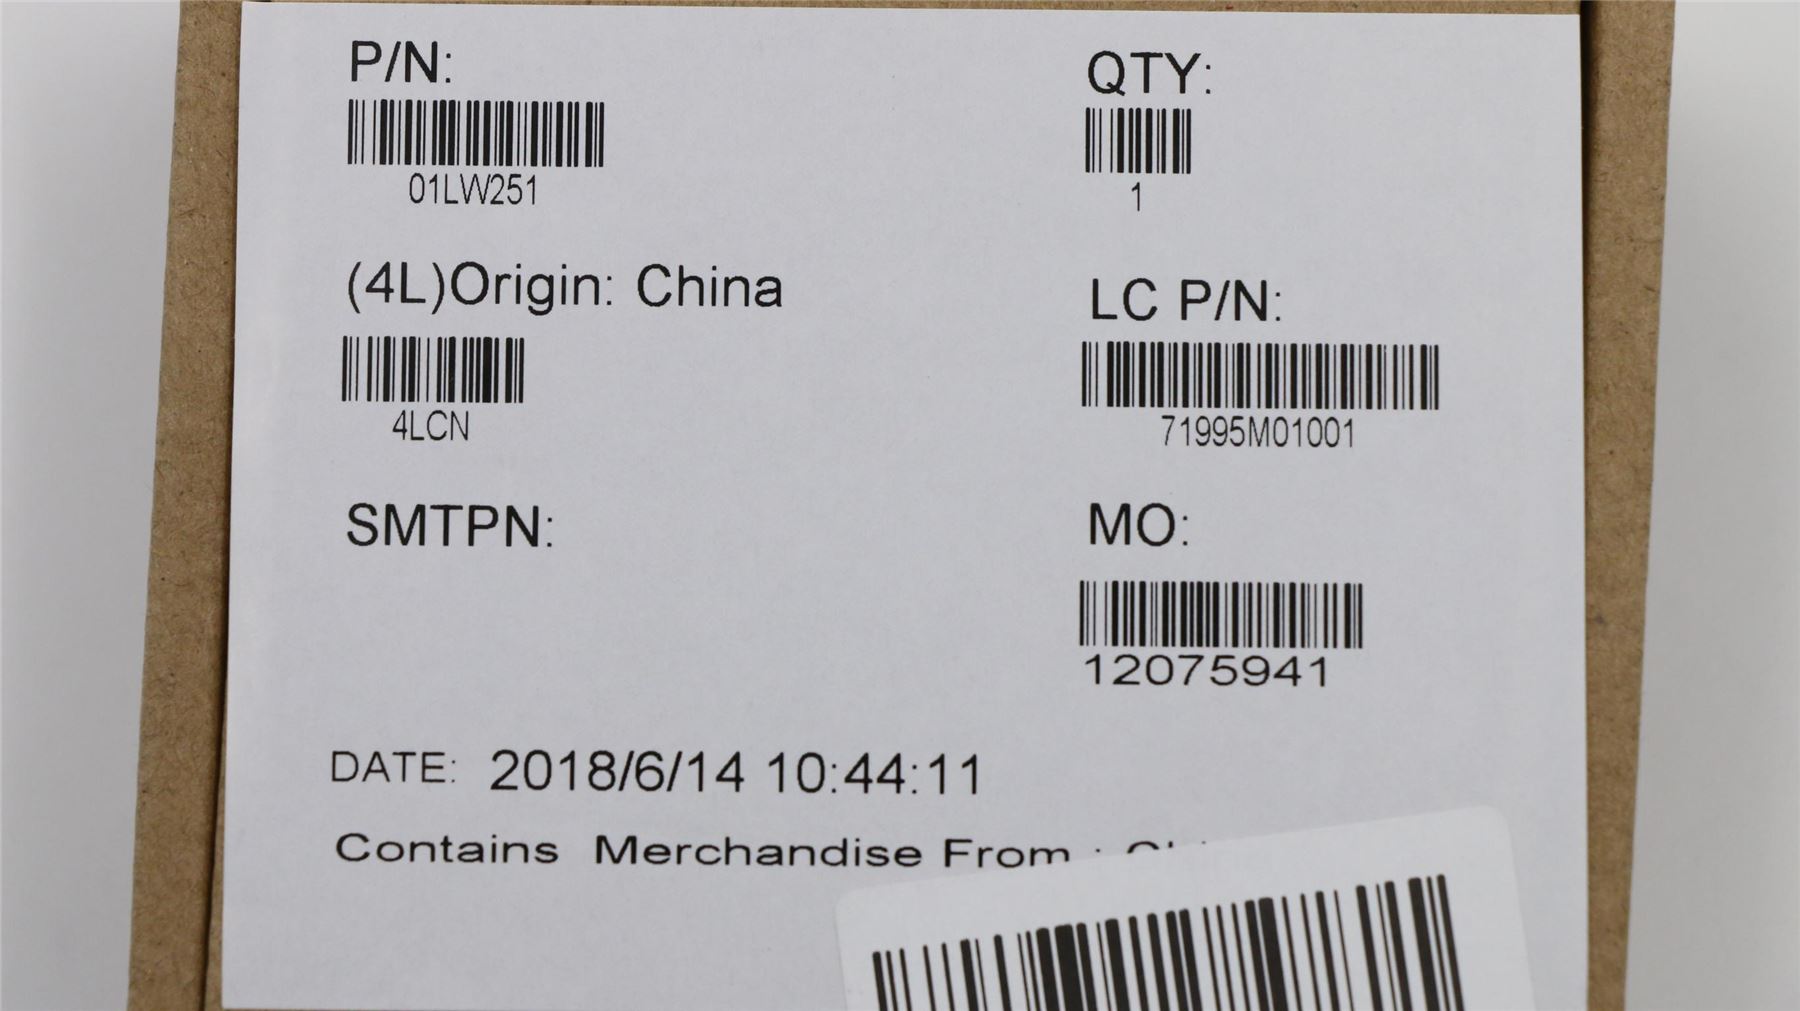 P/N:
01LW251
QTY:
1
(4L)Origin: China
4LCN
LC P/N:
71995M01001
SMTPN:
MO:
12075941
DATE: 2018/6/14 10:44:11
Contains Merchandise From :